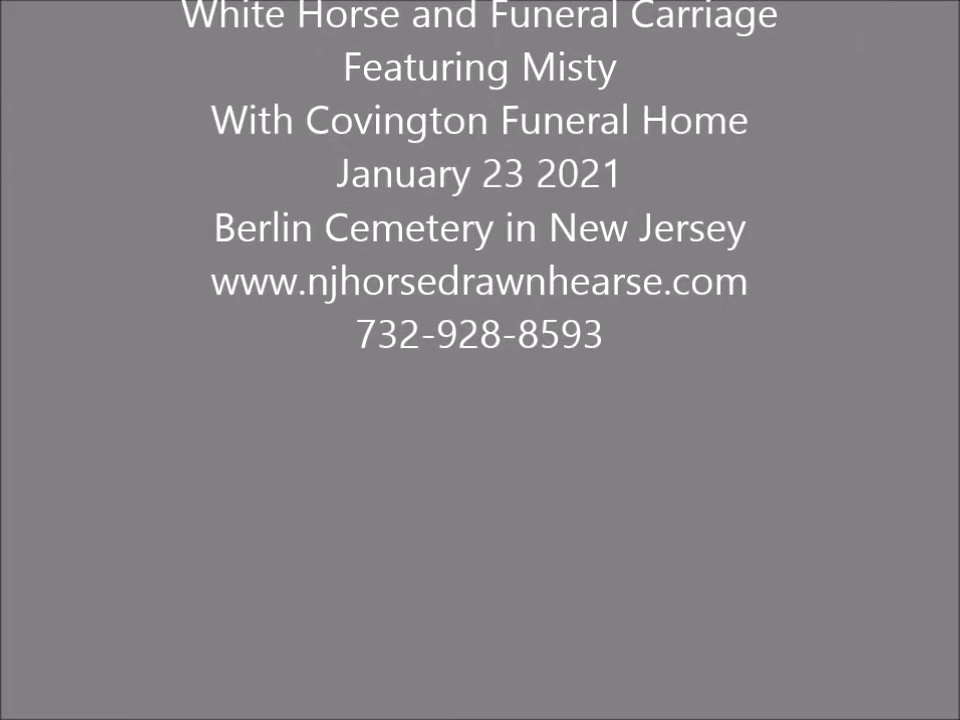 White Horse and Funeral Carriage
Featuring Misty
With Covington Funeral Home
January 23 2021
Berlin Cemetery in New Jersey
www.njhorsedrawnhearse.com
732-928-8593